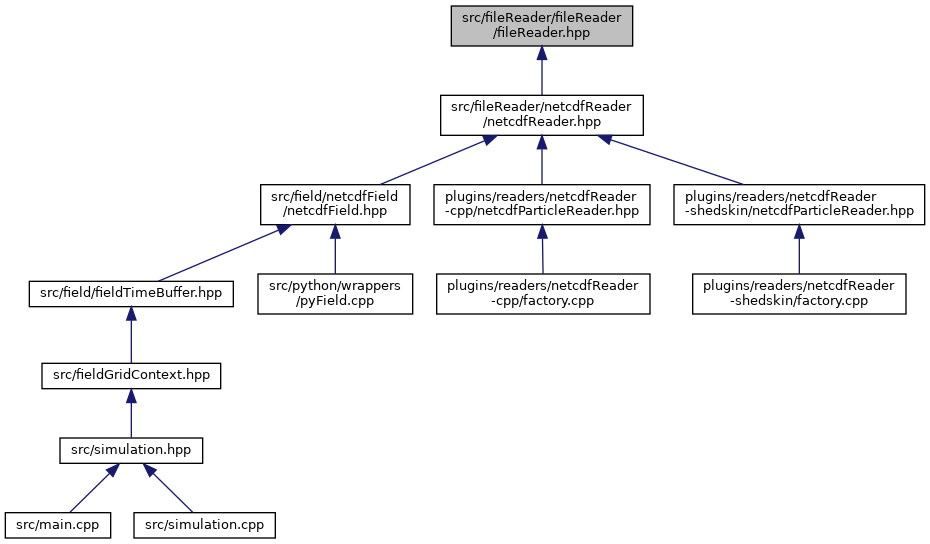 src/fileReader/fileReader
/fileReader.hpp
src/fileReader/netcdfReader
/netcdfReader.hpp
src/field/netcdfField
/netcdfField.hpp
plugins/readers/netcdfReader
-cpp/netcdfParticleReader.hpp
plugins/readers/netcdfReader
-shedskin/netcdfParticleReader.hpp
src/field/fieldTimeBuffer.hpp
src/python/wrappers
/pyField.cpp
plugins/readers/netcdfReader
-cpp/factory.cpp
plugins/readers/netcdfReader
-shedskin/factory.cpp
src/fieldGridContext.hpp
src/simulation.hpp
src/main.cpp
src/simulation.cpp